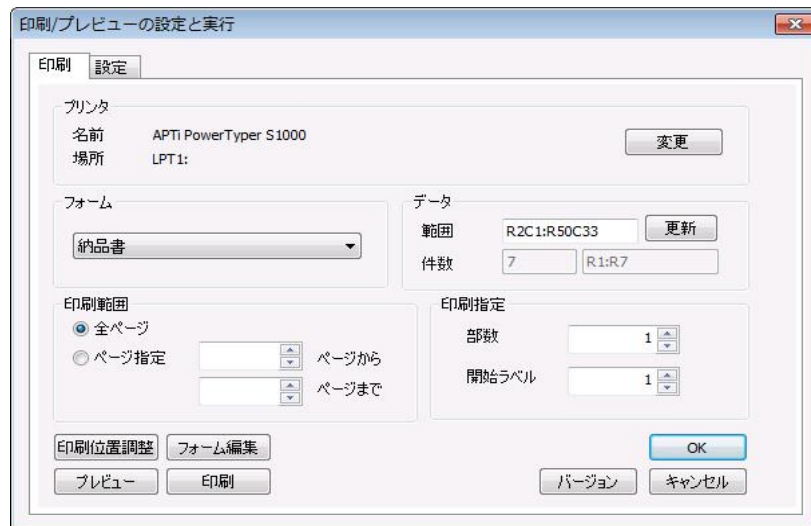 印刷/プレビューの設定と実行
印刷 設定
プリンタ
名前 APTi PowerTyper S1000 変更
場所 LPT1:
フォーム データ
納品書 範囲 R2C1:R50C33 更新
件数 7 R1:R7
印刷範囲 印刷指定
全ページ 部数 1
ページ指定 ページから 開始ラベル 1
ページまで
印刷位置調整 フォーム編集 OK
プレビュー 印刷 バージョン キャンセル